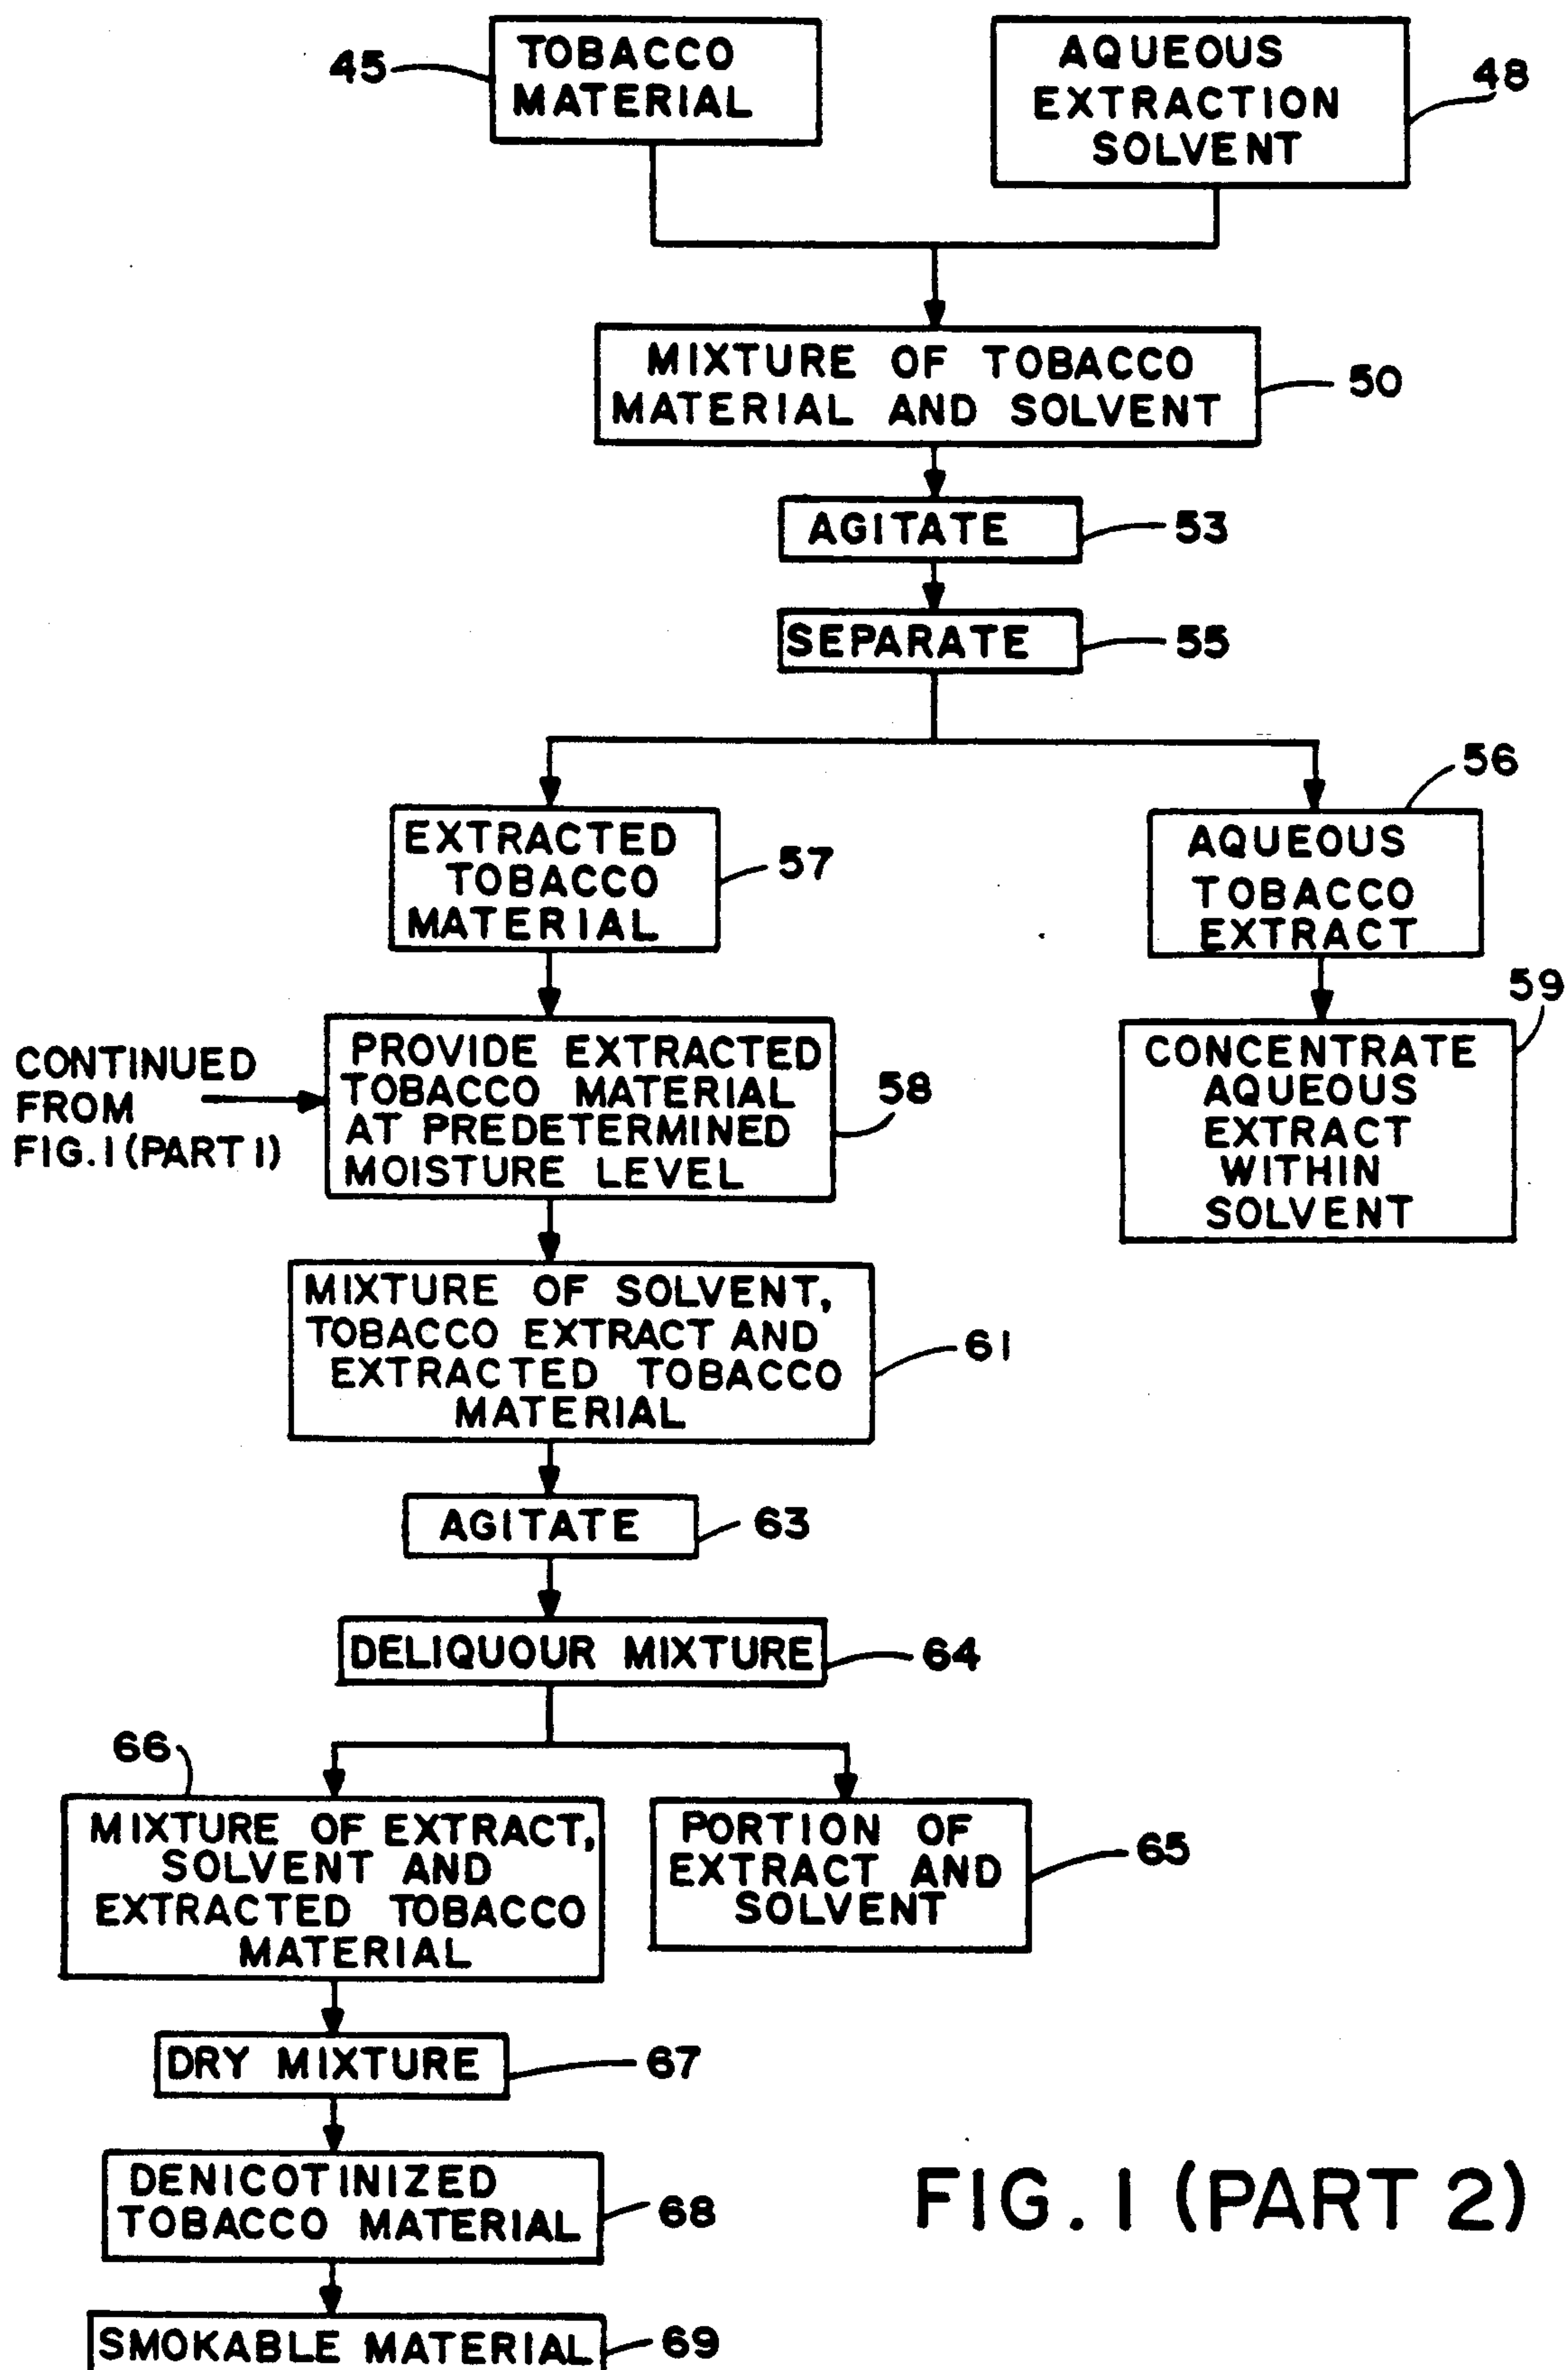 45
TOBACCO
MATERIAL
AQUEOUS
EXTRACTION
SOLVENT
48
MIXTURE OF TOBACCO
MATERIAL AND SOLVENT
50
AGITATE
53
SEPARATE
55
EXTRACTED
TOBACCO
MATERIAL
57
56
AQUEOUS
TOBACCO
EXTRACT
CONTINUED
FROM
FIG. 1 (PART 1)
PROVIDE EXTRACTED
TOBACCO MATERIAL
AT PREDETERMINED
MOISTURE LEVEL
58
59
CONCENTRATE
AQUEOUS
EXTRACT
WITHIN
SOLVENT
MIXTURE OF SOLVENT,
TOBACCO EXTRACT AND
EXTRACTED TOBACCO
MATERIAL
61
AGITATE
63
DELIQUOUR MIXTURE
64
66
MIXTURE OF EXTRACT,
SOLVENT AND
EXTRACTED TOBACCO
MATERIAL
PORTION OF
EXTRACT AND
SOLVENT
65
DRY MIXTURE
67
DENICOTINIZED
TOBACCO MATERIAL
68
SMOKABLE MATERIAL
69
FIG. 1 (PART 2)